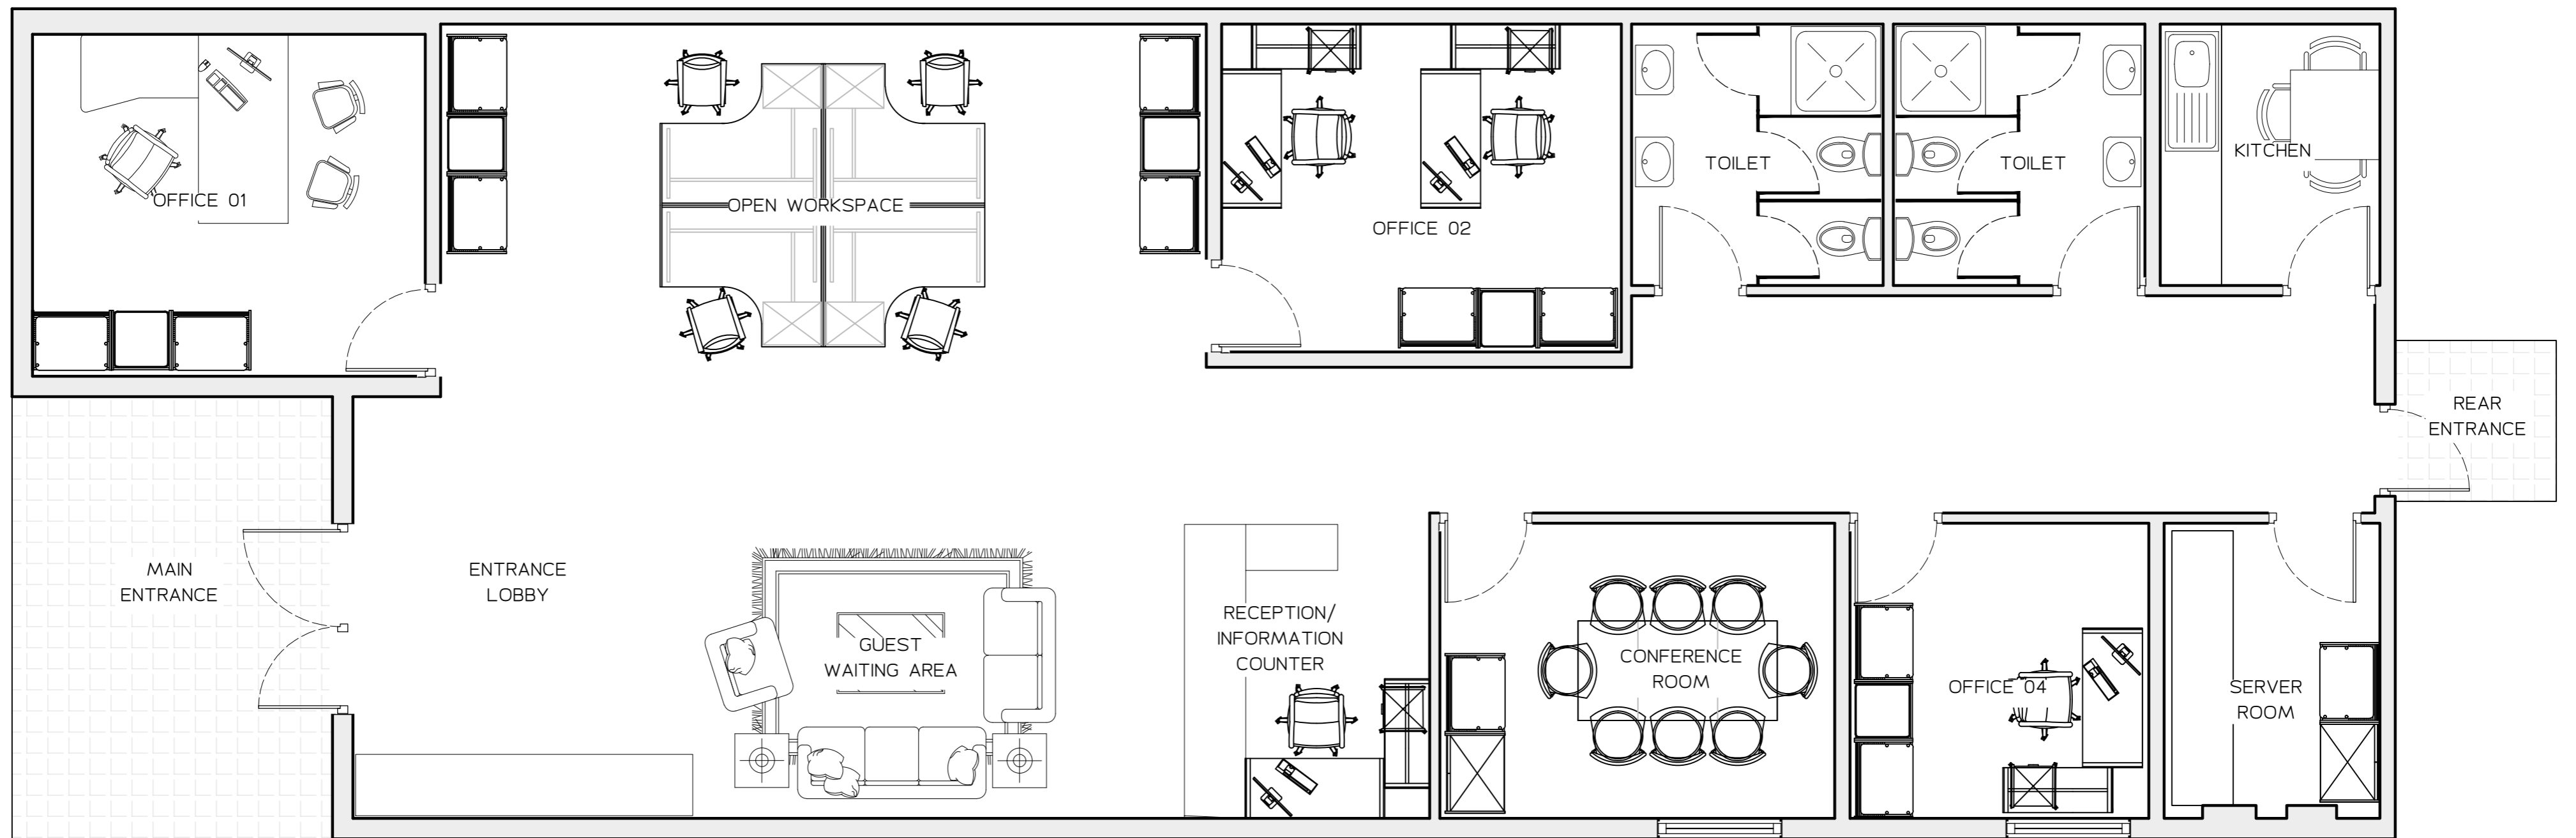 OFFICE 01
OPEN WORKSPACE
OFFICE 02
TOILET
TOILET
KITCHEN
REAR
ENTRANCE
MAIN
ENTRANCE
ENTRANCE
LOBBY
GUEST
WAITING AREA
RECEPTION/
INFORMATION
COUNTER
CONFERENCE
ROOM
OFFICE 04
SERVER
ROOM